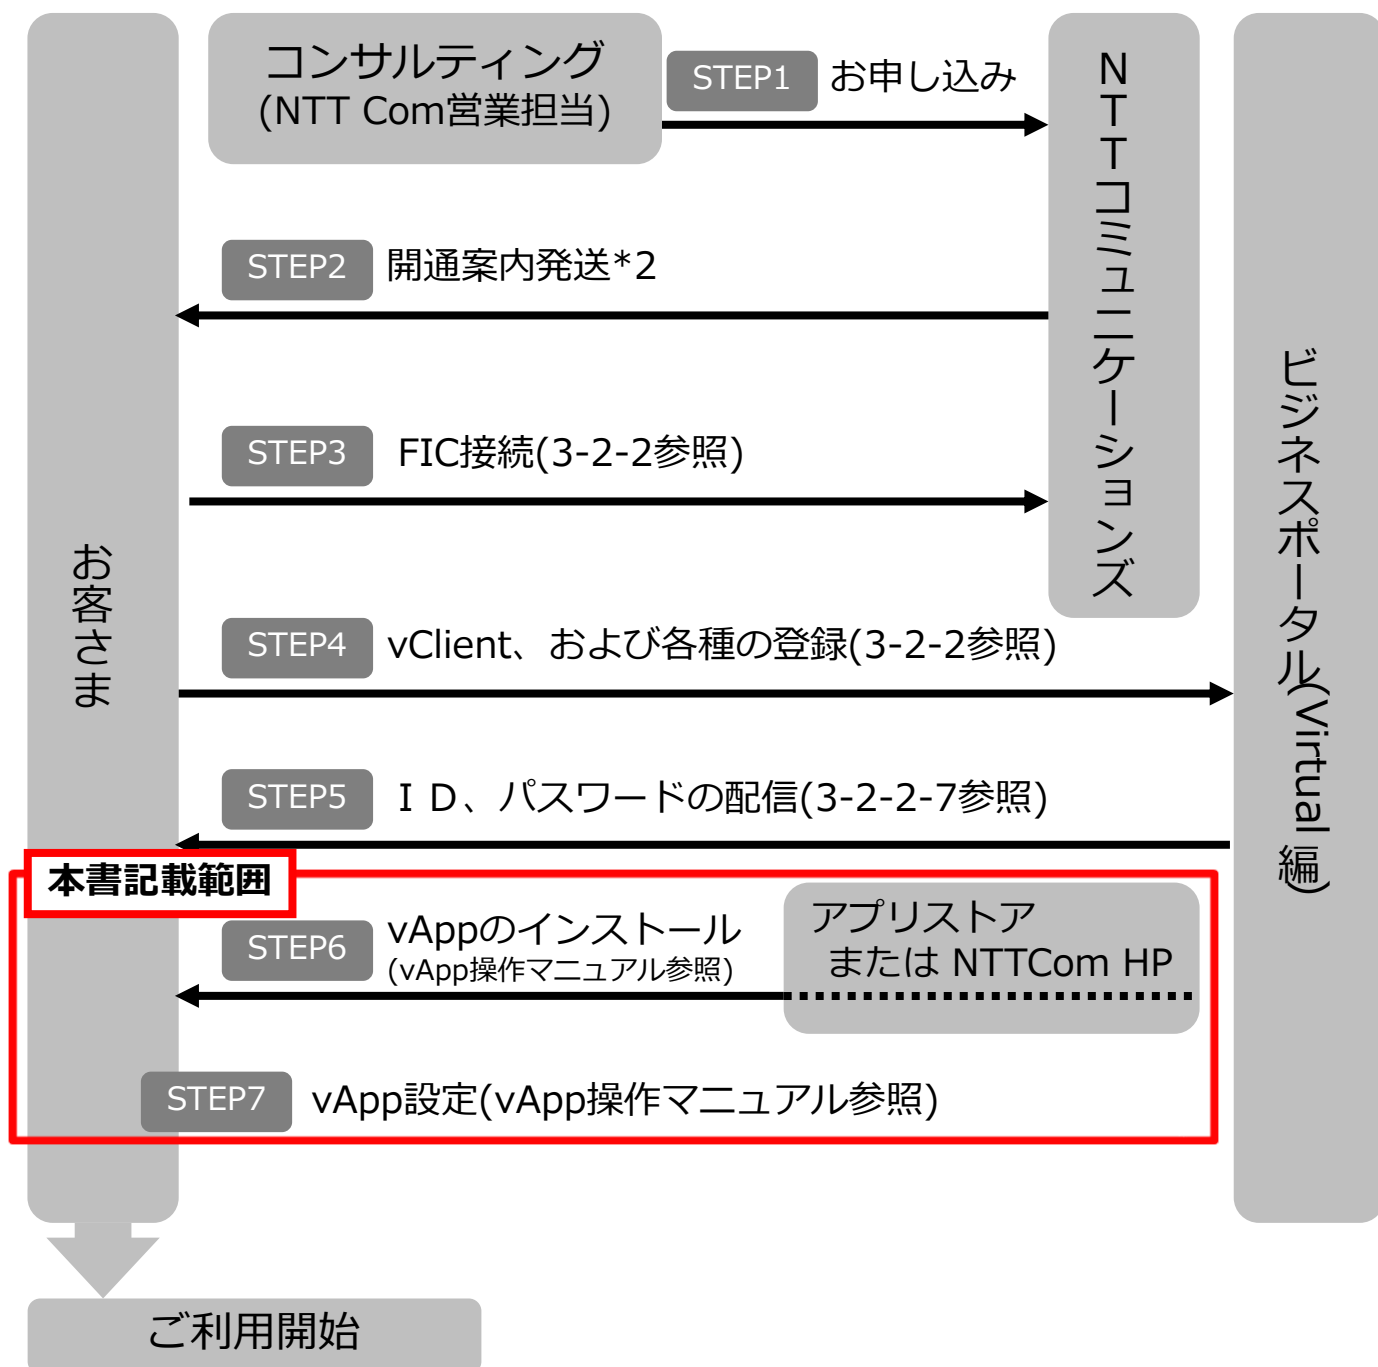 コンサルティング
(NTT Com営業担当)
STEP1 お申し込み
NTTコミュニケーションズ
STEP2 開通案内発送*2
STEP3 FIC接続(3-2-2参照)
お客さま
ビジネスポータル(Virtual編)
STEP4 vClient、および各種の登録(3-2-2参照)
STEP5 ＩＤ、パスワードの配信(3-2-2-7参照)
本書記載範囲
STEP6 vAppのインストール
(vApp操作マニュアル参照)
アプリストア
または NTTCom HP
STEP7 vApp設定(vApp操作マニュアル参照)
ご利用開始